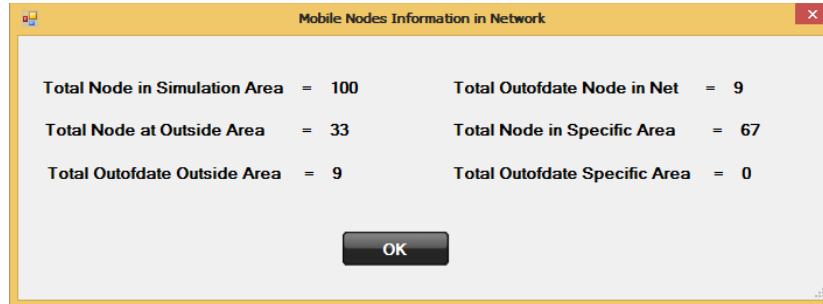 Mobile Nodes Information in Network
Total Node in Simulation Area = 100
Total Outofdate Node in Net = 9
Total Node at Outside Area = 33
Total Node in Specific Area = 67
Total Outofdate Outside Area = 9
Total Outofdate Specific Area = 0
OK